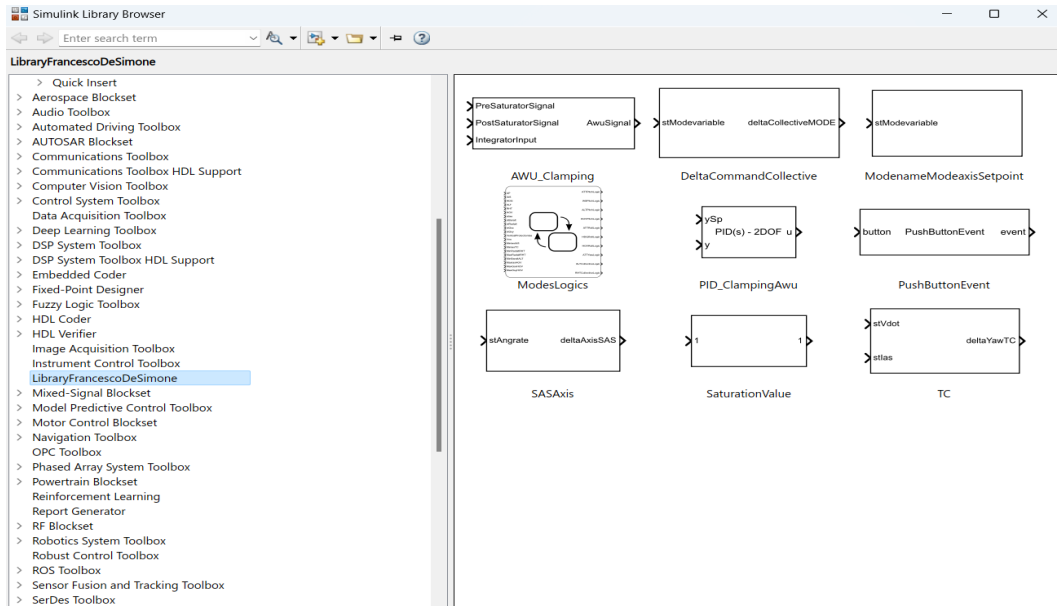 Simulink Library Browser
Enter search term
LibraryFrancescoDeSimone
> Quick Insert
> Aerospace Blockset
> Audio Toolbox
> Automated Driving Toolbox
> AUTOSAR Blockset
> Communications Toolbox
> Communications Toolbox HDL Support
> Computer Vision Toolbox
> Control System Toolbox
Data Acquisition Toolbox
> Deep Learning Toolbox
> DSP System Toolbox
> DSP System Toolbox HDL Support
> Embedded Coder
> Fixed-Point Designer
> Fuzzy Logic Toolbox
> HDL Coder
> HDL Verifier
Image Acquisition Toolbox
Instrument Control Toolbox
LibraryFrancescoDeSimone
> Mixed-Signal Blockset
> Model Predictive Control Toolbox
> Motor Control Blockset
> Navigation Toolbox
OPC Toolbox
> Phased Array System Toolbox
> Powertrain Blockset
Reinforcement Learning
Report Generator
> RF Blockset
> Robotics System Toolbox
Robust Control Toolbox
> ROS Toolbox
> Sensor Fusion and Tracking Toolbox
> SerDes Toolbox
PreSaturatorSignal
PostSaturatorSignal AwuSignal
IntegratorInput
AWU_Clamping
stModevariable deltaCollectiveMODE
DeltaCommandCollective
stModevariable
ModenameModeaxisSetpoint
ModesLogics
ySp
PID(s) - 2DOF u
y
PID_ClampingAwu
button PushButtonEvent event
PushButtonEvent
stAngrate deltaAxisSAS
SASAxis
1 1
SaturationValue
stVdot
deltaYawTC
stIas
TC